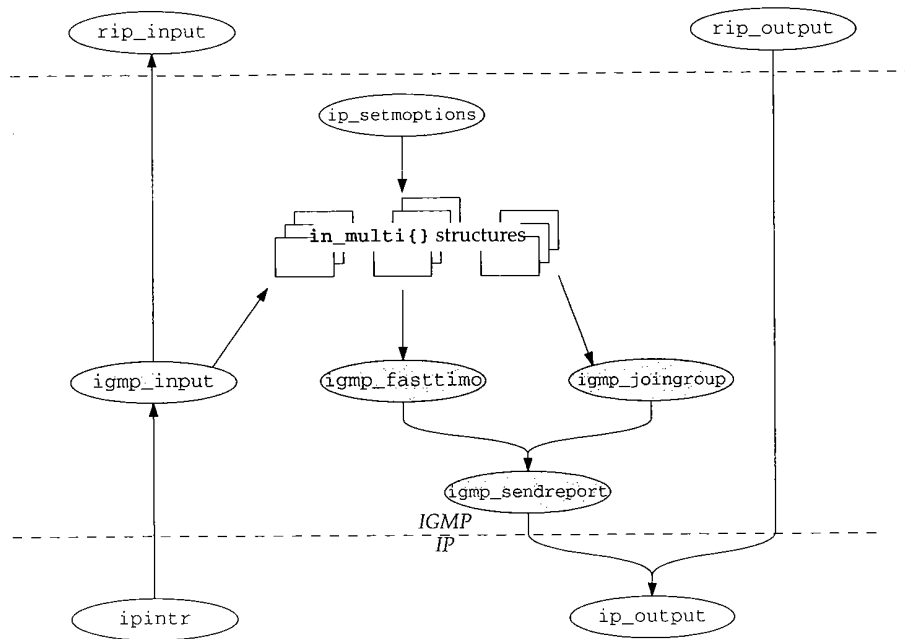 rip_input
rip_output
ip_setmoptions
in_multi{} structures
igmp_input
igmp_fasttimo
igmp_joingroup
igmp_sendreport
IGMP
IP
ipintr
ip_output